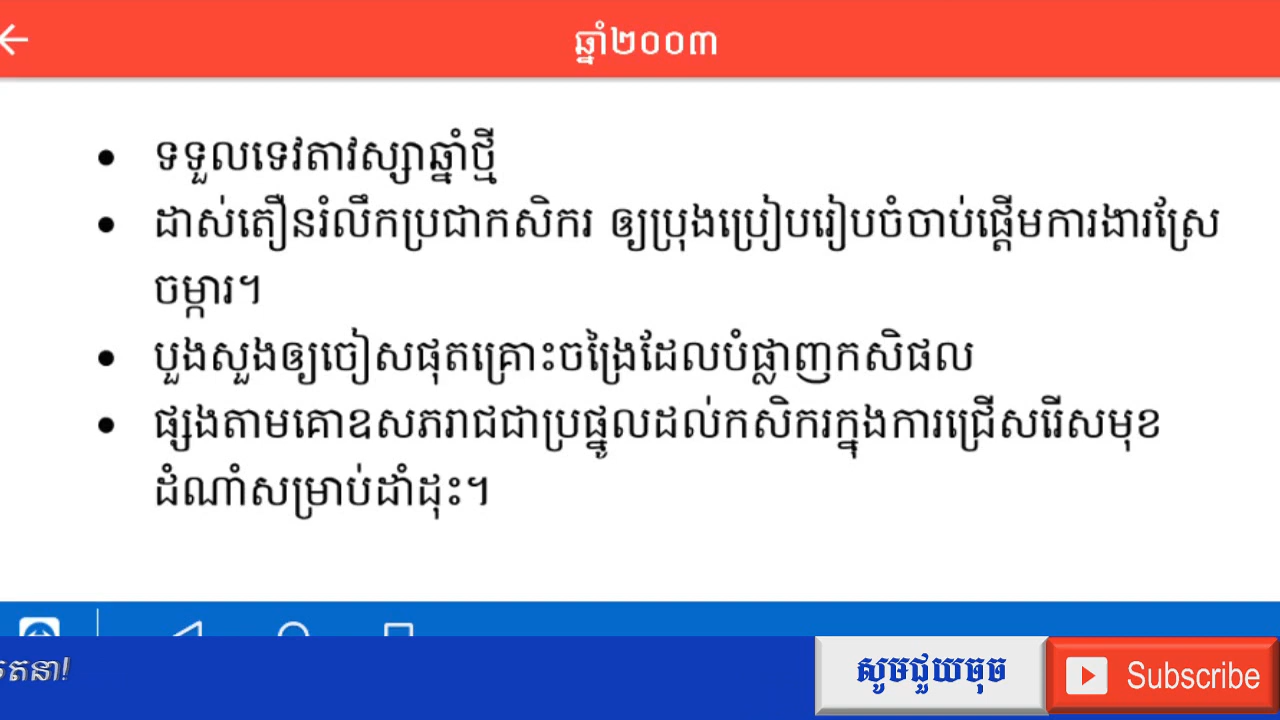 ឆ្នាំ២០០៣
ទទួលទេវតាវស្សាឆ្នាំថ្មី
ដាស់តឿនរំលឹកប្រជាកសិករ ឲ្យប្រុងប្រៀបរៀបចំចាប់ផ្តើមការងារស្រែ
ចម្ការ។
បួងសួងឲ្យចៀសផុតគ្រោះចង្រៃដែលបំផ្លាញកសិផល
ផ្សងតាមគោឧសភរាជជាប្រផ្នូលដល់កសិករក្នុងការជ្រើសរើសមុខ
ដំណាំសម្រាប់ដាំដុះ។
សូមជួយចុច
Subscribe